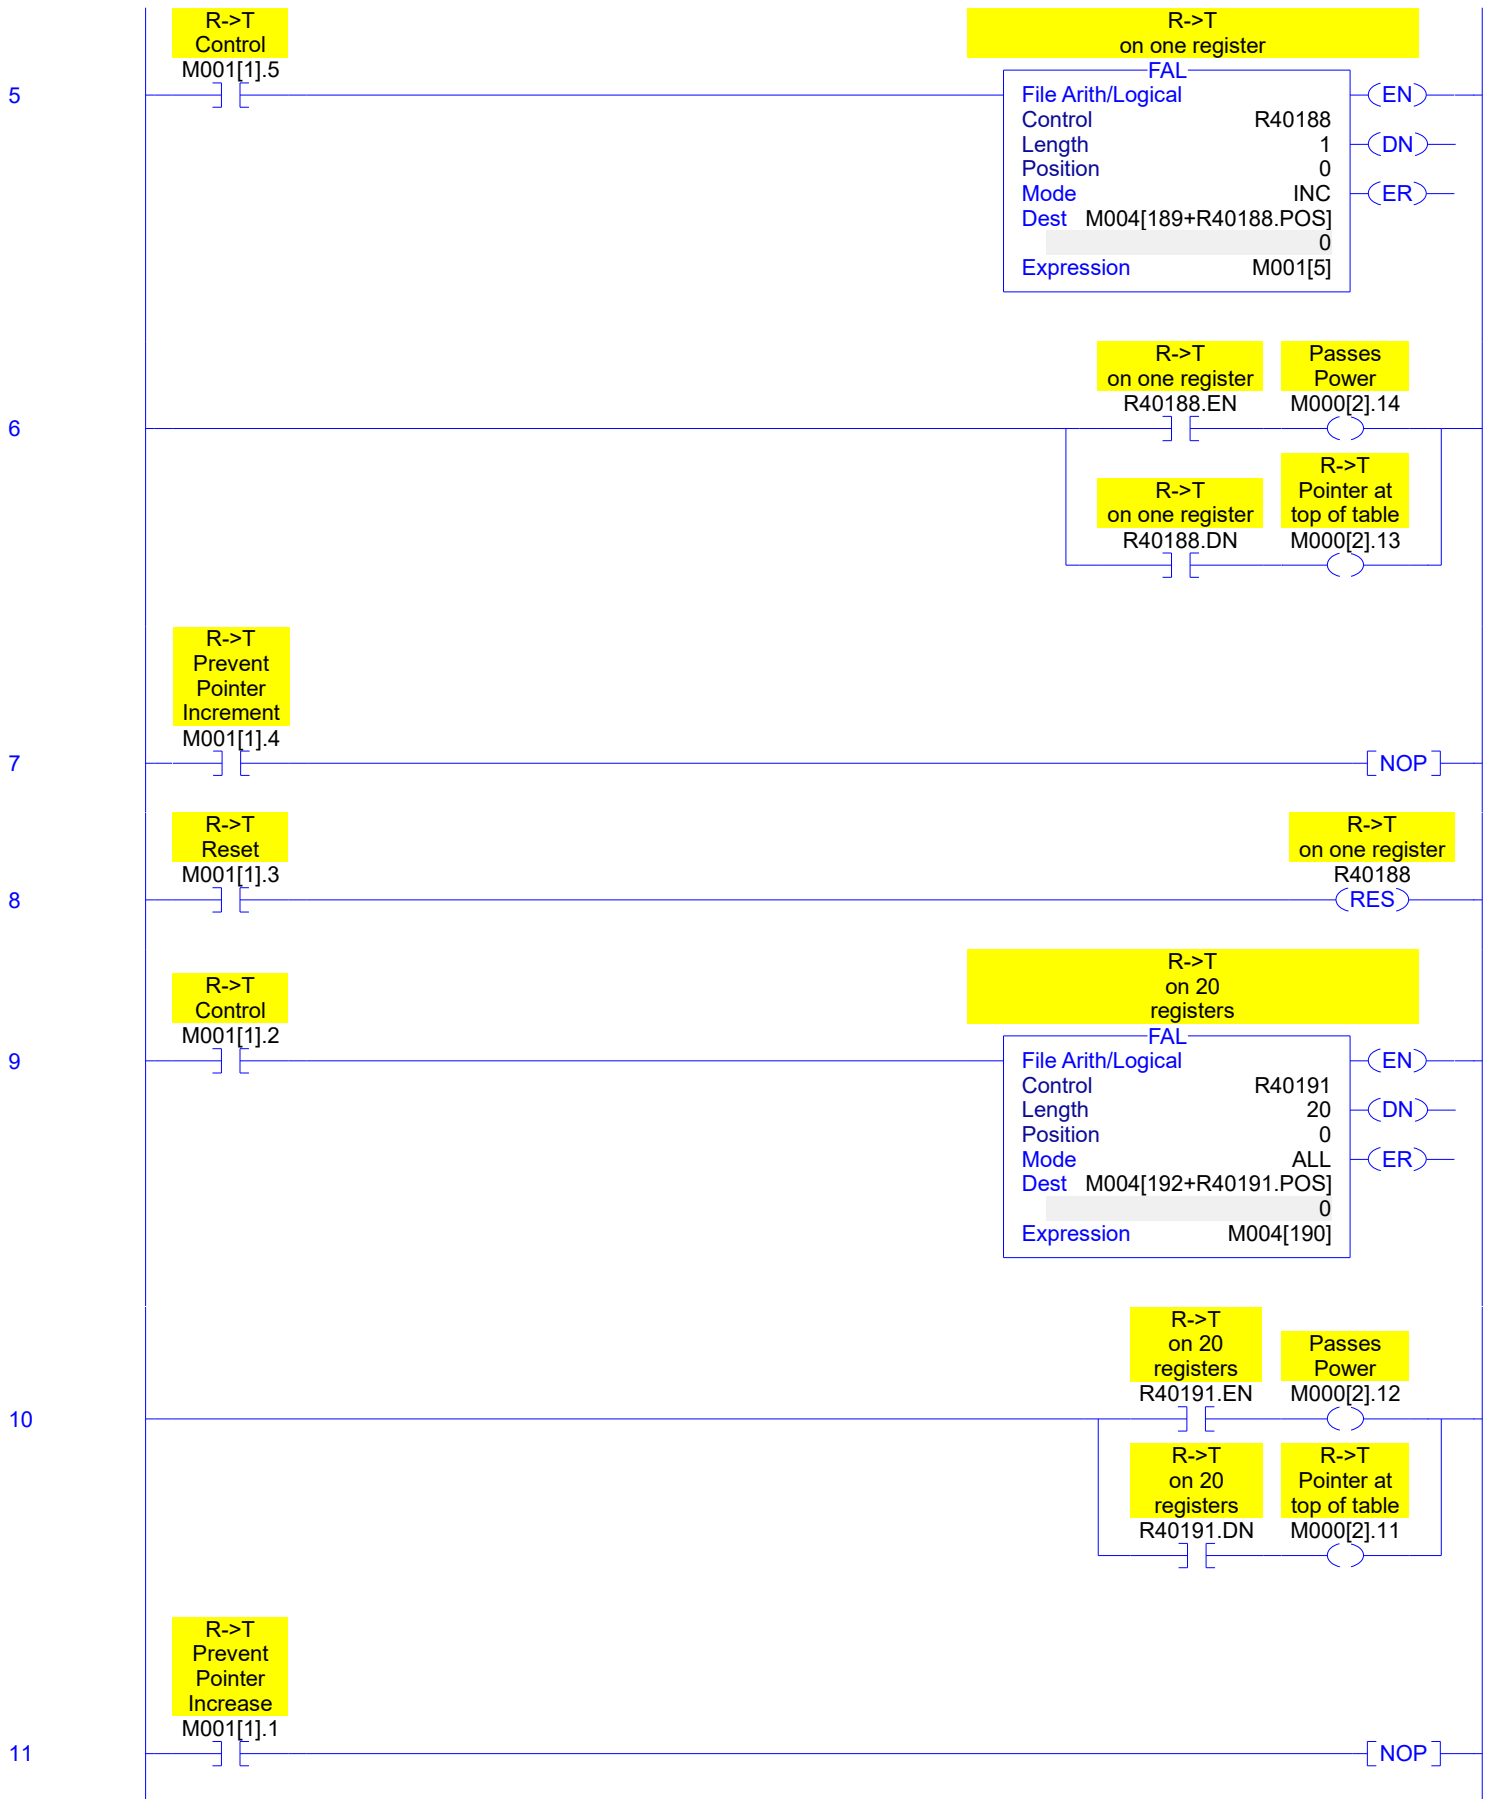 R->T
Control
M001[1].5
R->T
on one register
5
FAL
File Arith/Logical
Control R40188
Length 1
Position 0
Mode INC
Dest M004[189+R40188.POS]
0
Expression M001[5]
EN
DN
ER
R->T
on one register
R40188.EN
Passes
Power
M000[2].14
6
R->T
on one register
R40188.DN
R->T
Pointer at
top of table
M000[2].13
R->T
Prevent
Pointer
Increment
M001[1].4
7
NOP
R->T
Reset
M001[1].3
R->T
on one register
R40188
8
RES
R->T
Control
M001[1].2
R->T
on 20
registers
9
FAL
File Arith/Logical
Control R40191
Length 20
Position 0
Mode ALL
Dest M004[192+R40191.POS]
0
Expression M004[190]
EN
DN
ER
R->T
on 20
registers
R40191.EN
Passes
Power
M000[2].12
10
R->T
on 20
registers
R40191.DN
R->T
Pointer at
top of table
M000[2].11
R->T
Prevent
Pointer
Increase
M001[1].1
11
NOP